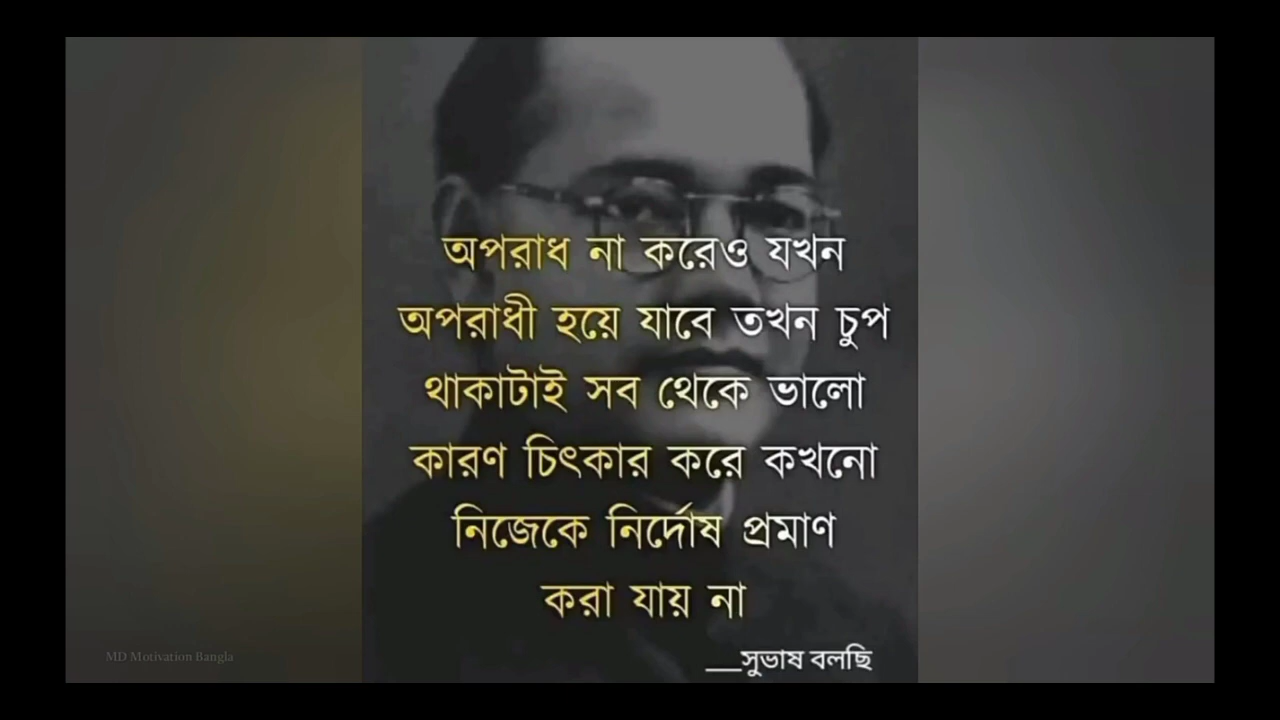 অপরাধ না করেও যখন
অপরাধী হয়ে যাবে তখন চুপ
থাকাটাই সব থেকে ভালো
কারণ চিৎকার করে কখনো
নিজেকে নির্দোষ প্রমাণ
করা যায় না
__সুভাষ বলছি
MD Motivation Bangla